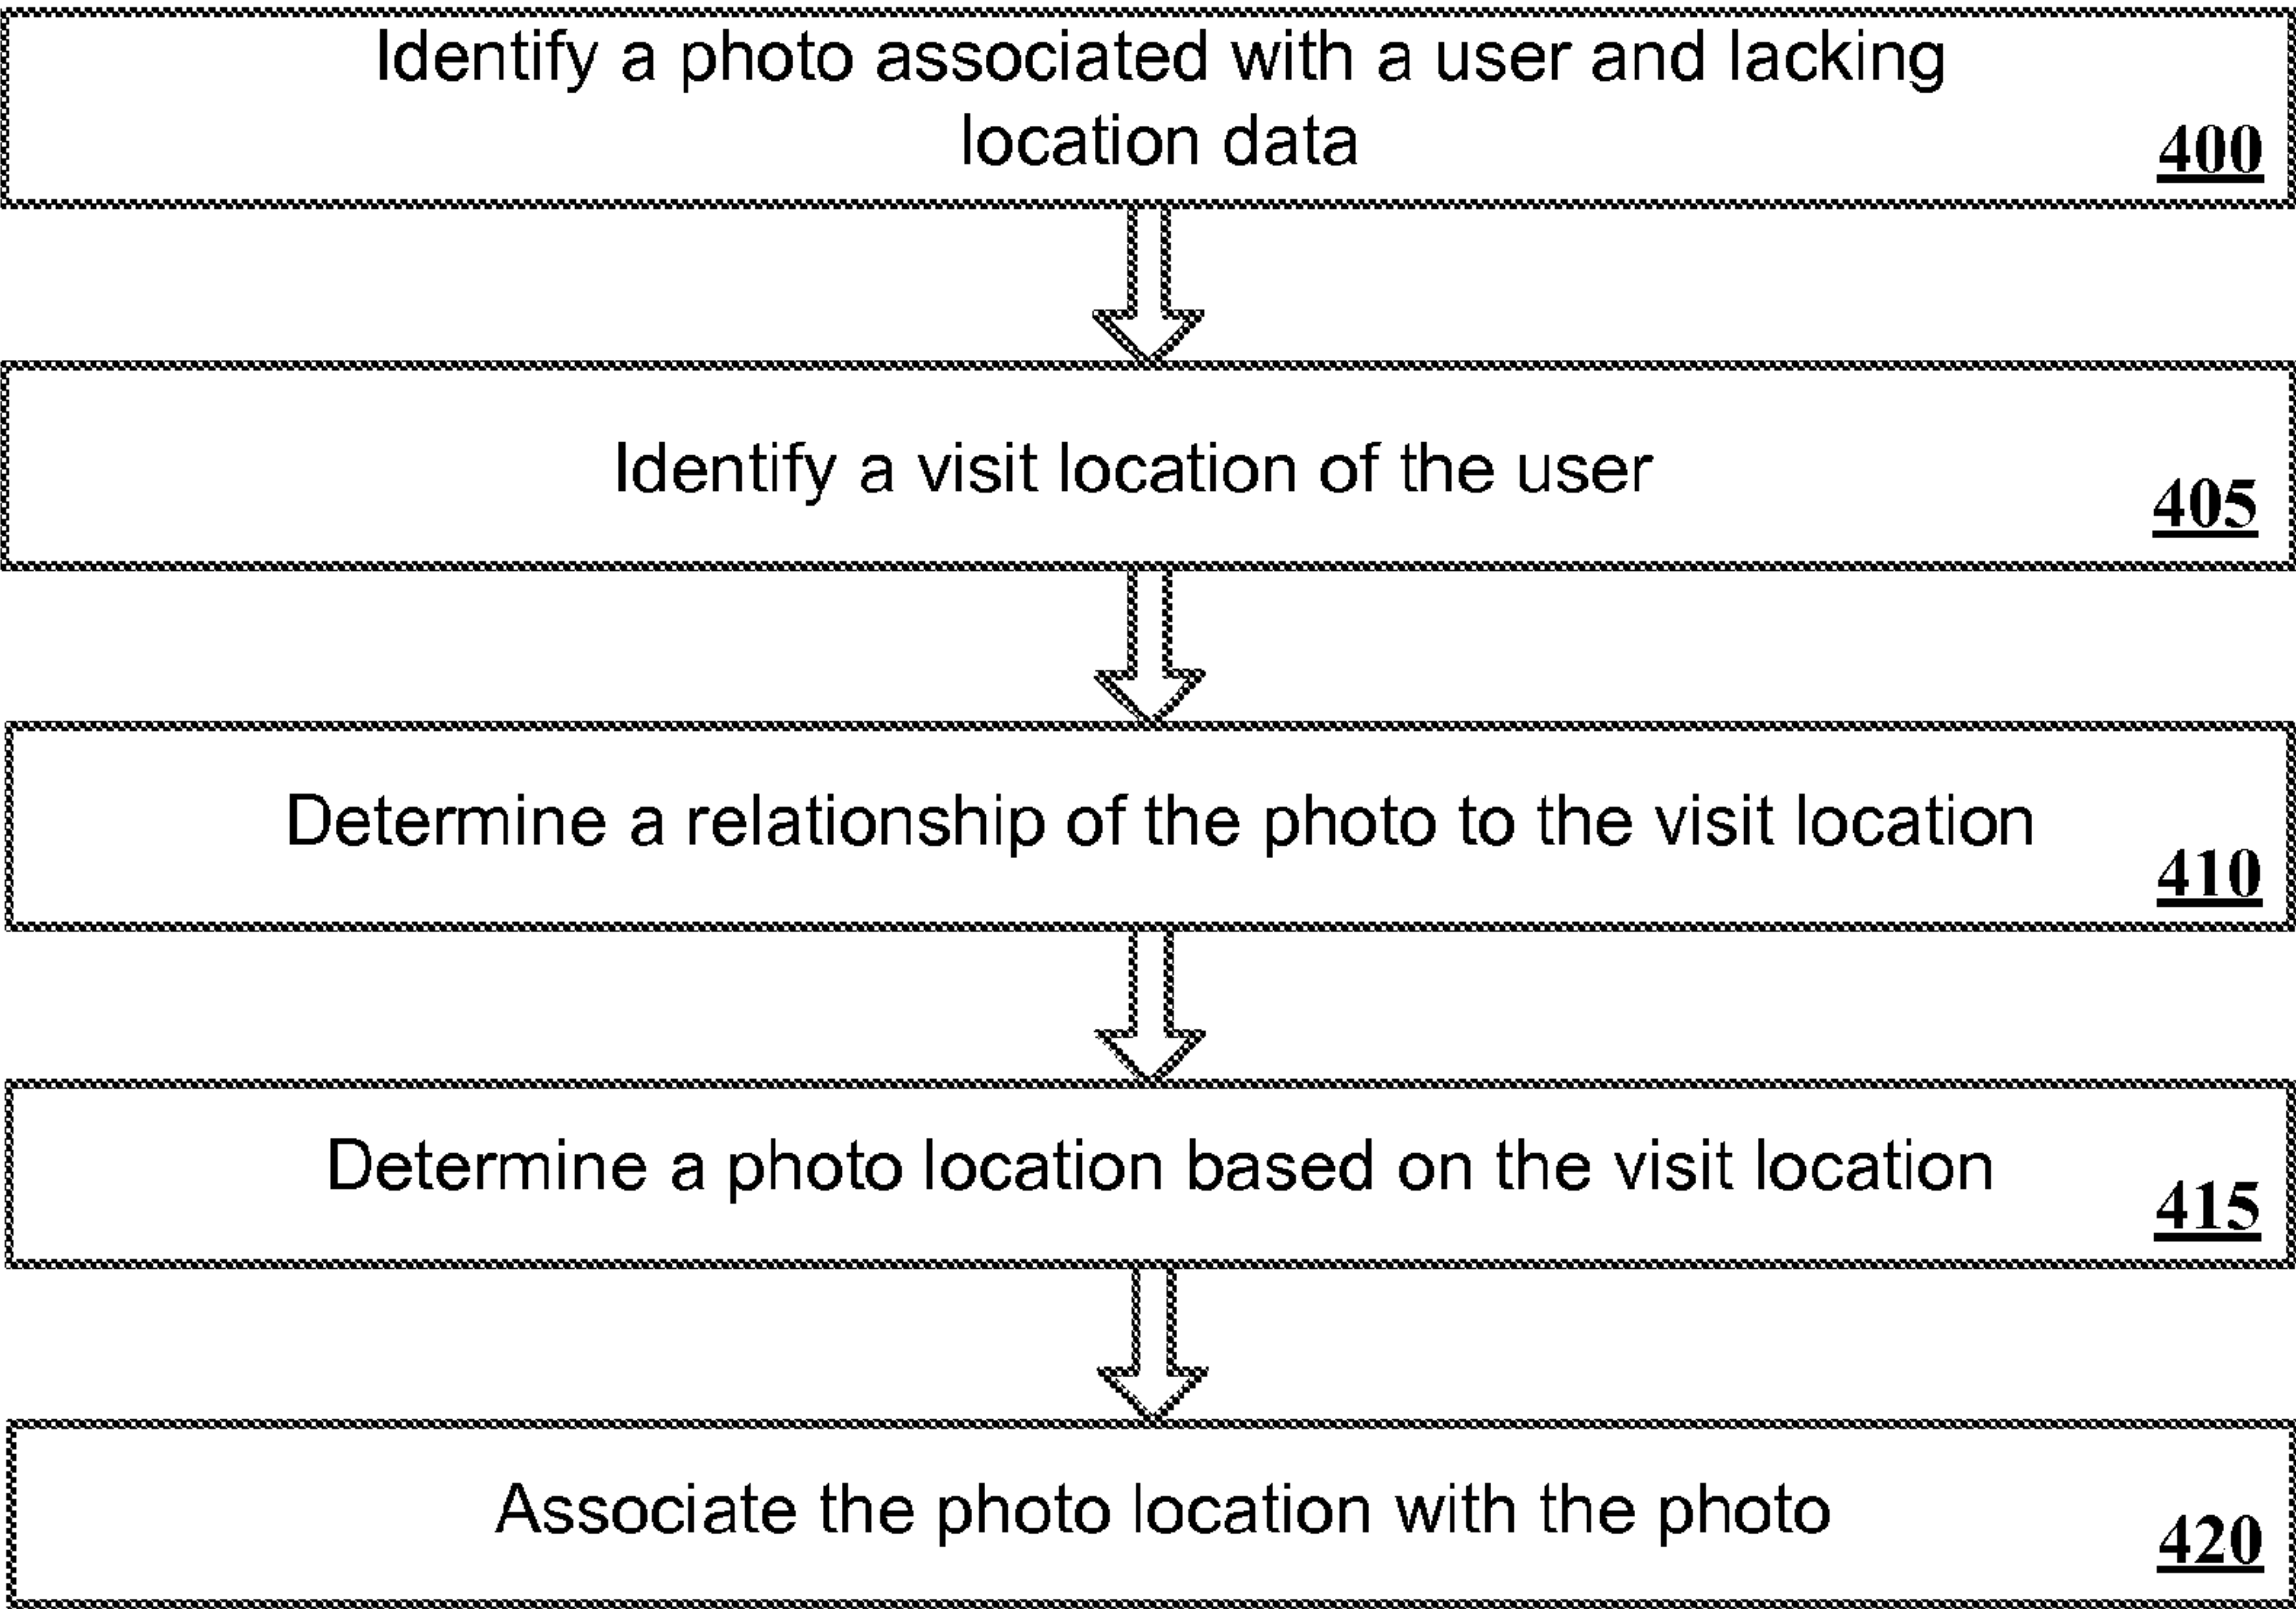 Identify a photo associated with a user and lacking
location data
400
Identify a visit location of the user
405
Determine a relationship of the photo to the visit location
410
Determine a photo location based on the visit location
415
Associate the photo location with the photo
420